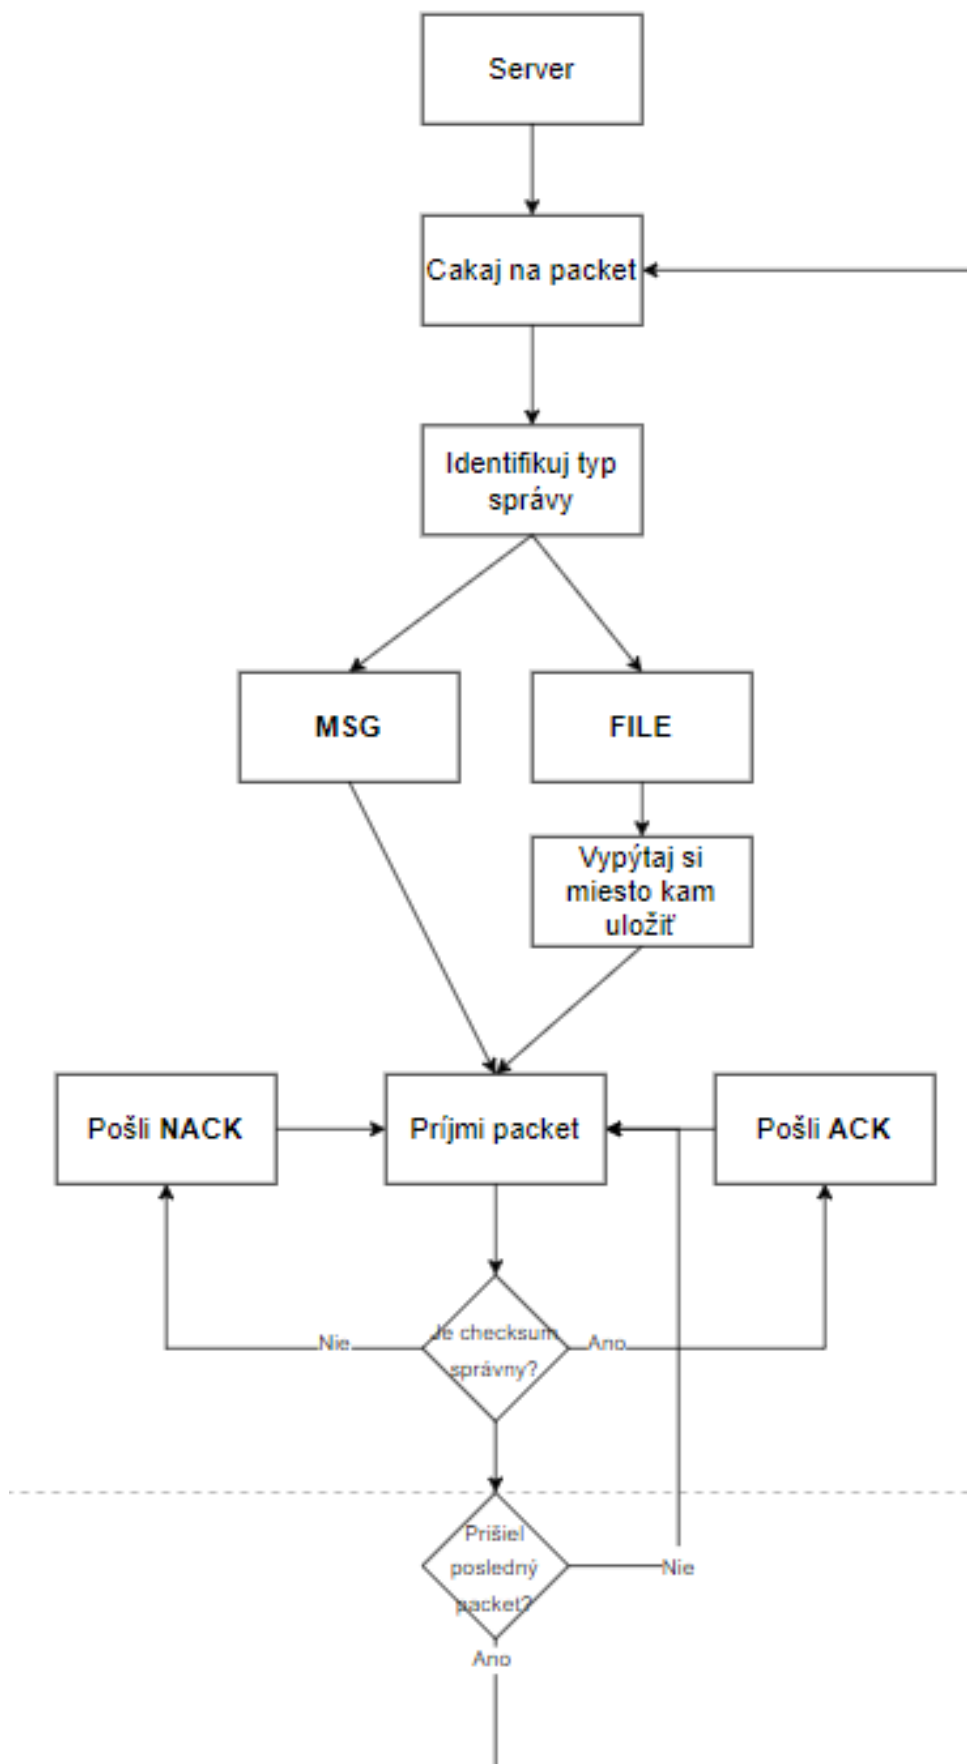 Server
Cakaj na packet
Identifikuj typ
správy
MSG
FILE
Vypýtaj si
miesto kam
uložiť
Pošli NACK
Príjmi packet
Pošli ACK
Nie
Je checksum
správny?
Ano
Prišiel
posledný
packet?
Nie
Ano